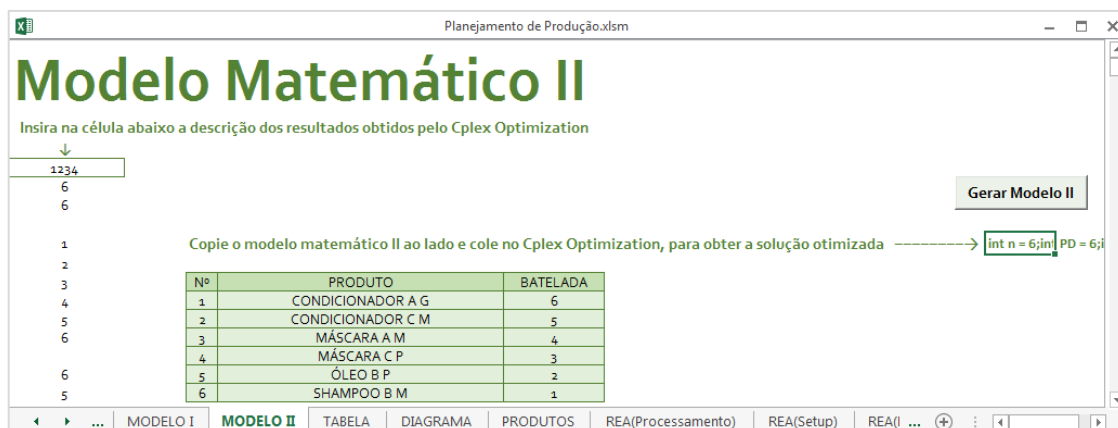 Planejamento de Produção.xlsm
Modelo Matemático II
Insira na célula abaixo a descrição dos resultados obtidos pelo Cplex Optimization
↓
1234
6
Gerar Modelo II
6
1 Copie o modelo matemático II ao lado e cole no Cplex Optimization, para obter a solução otimizada ---------→ int n = 6;int PD = 6;i
2
3 Nº PRODUTO BATELADA
4 1 CONDICIONADOR A G 6
5 2 CONDICIONADOR C M 5
6 3 MÁSCARA A M 4
4 MÁSCARA C P 3
6 5 ÓLEO B P 2
5 6 SHAMPOO B M 1
... MODELO I MODELO II TABELA DIAGRAMA PRODUTOS REA(Processamento) REA(Setup) REA(I ...